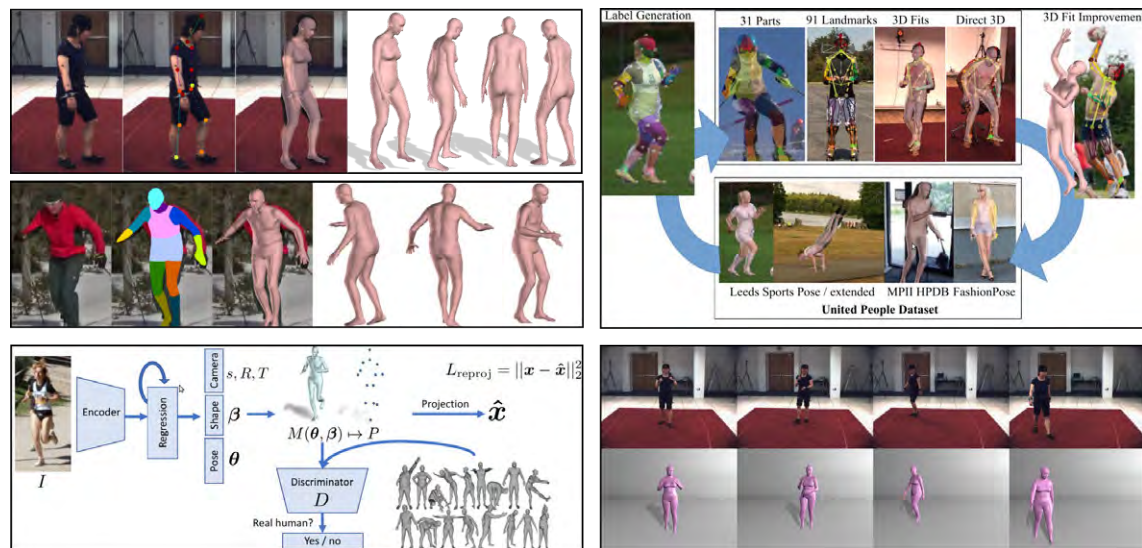 Label Generation
31 Parts
91 Landmarks
3D Fits
Direct 3D
3D Fit Improvement
Leeds Sports Pose / extended
MPII HPDB
FashionPose
United People Dataset
I
Encoder
Regression
Camera
Shape
Pose
s, R, T
β
θ
M(θ, β) ↦ P
L_reproj = ||x − x̂||₂²
Projection
x̂
Discriminator
D
Real human?
Yes / no